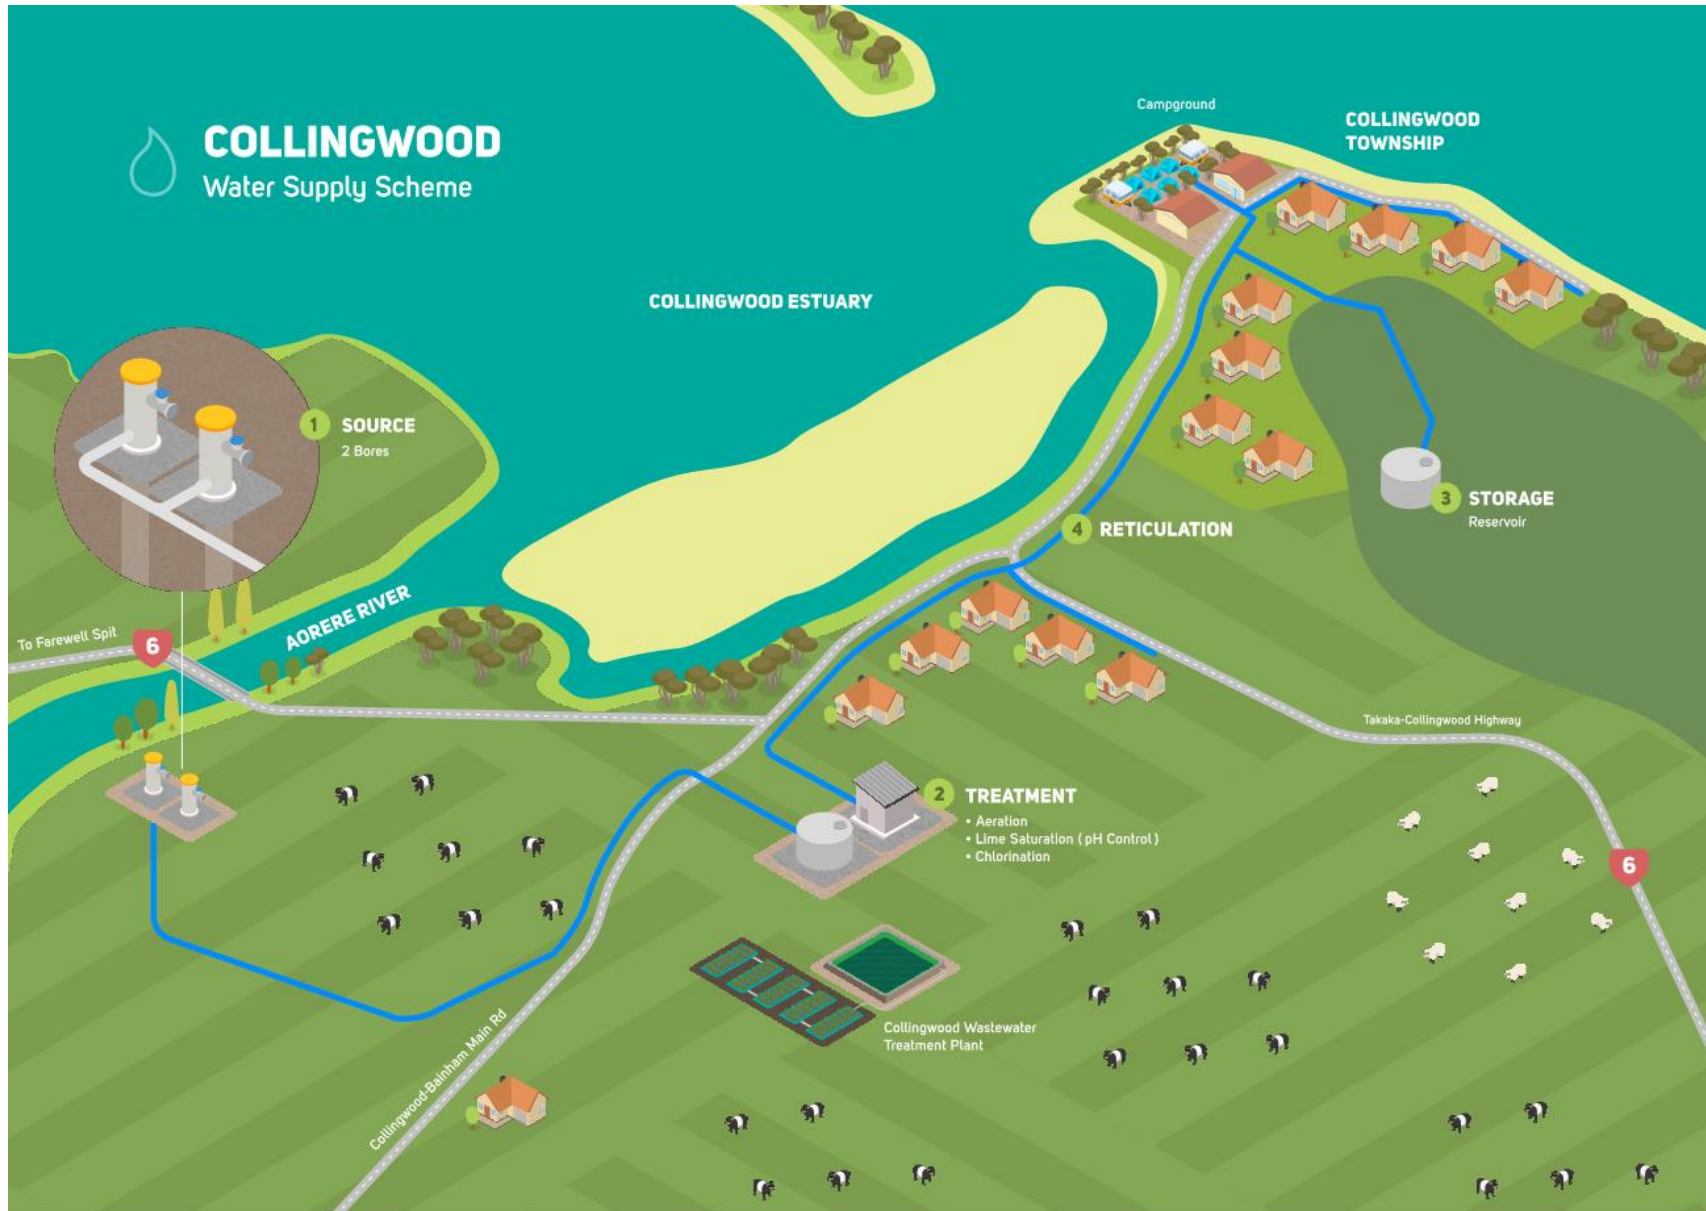 COLLINGWOOD
Water Supply Scheme
Campground
COLLINGWOOD
TOWNSHIP
COLLINGWOOD ESTUARY
1 SOURCE
2 Bores
3 STORAGE
Reservoir
4 RETICULATION
AORERE RIVER
To Farewell Spit
6
Takaka-Collingwood Highway
2 TREATMENT
• Aeration
• Lime Saturation (pH Control)
• Chlorination
6
Collingwood Wastewater
Treatment Plant
Collingwood-Bainham Main Rd